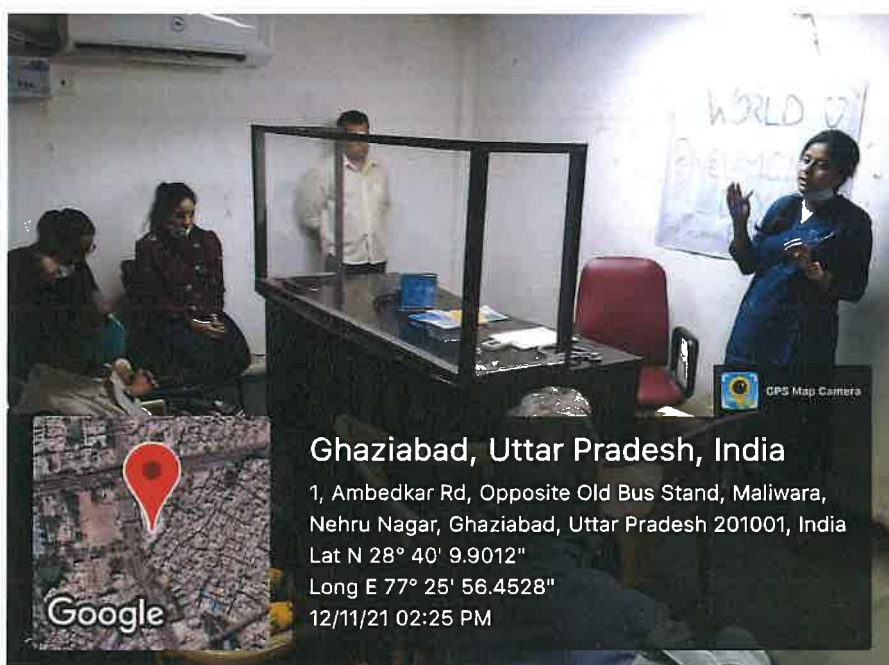 WORLD
GPS Map Camera
Ghaziabad, Uttar Pradesh, India
1, Ambedkar Rd, Opposite Old Bus Stand, Maliwara,
Nehru Nagar, Ghaziabad, Uttar Pradesh 201001, India
Lat N 28° 40' 9.9012"
Long E 77° 25' 56.4528"
12/11/21 02:25 PM
Google